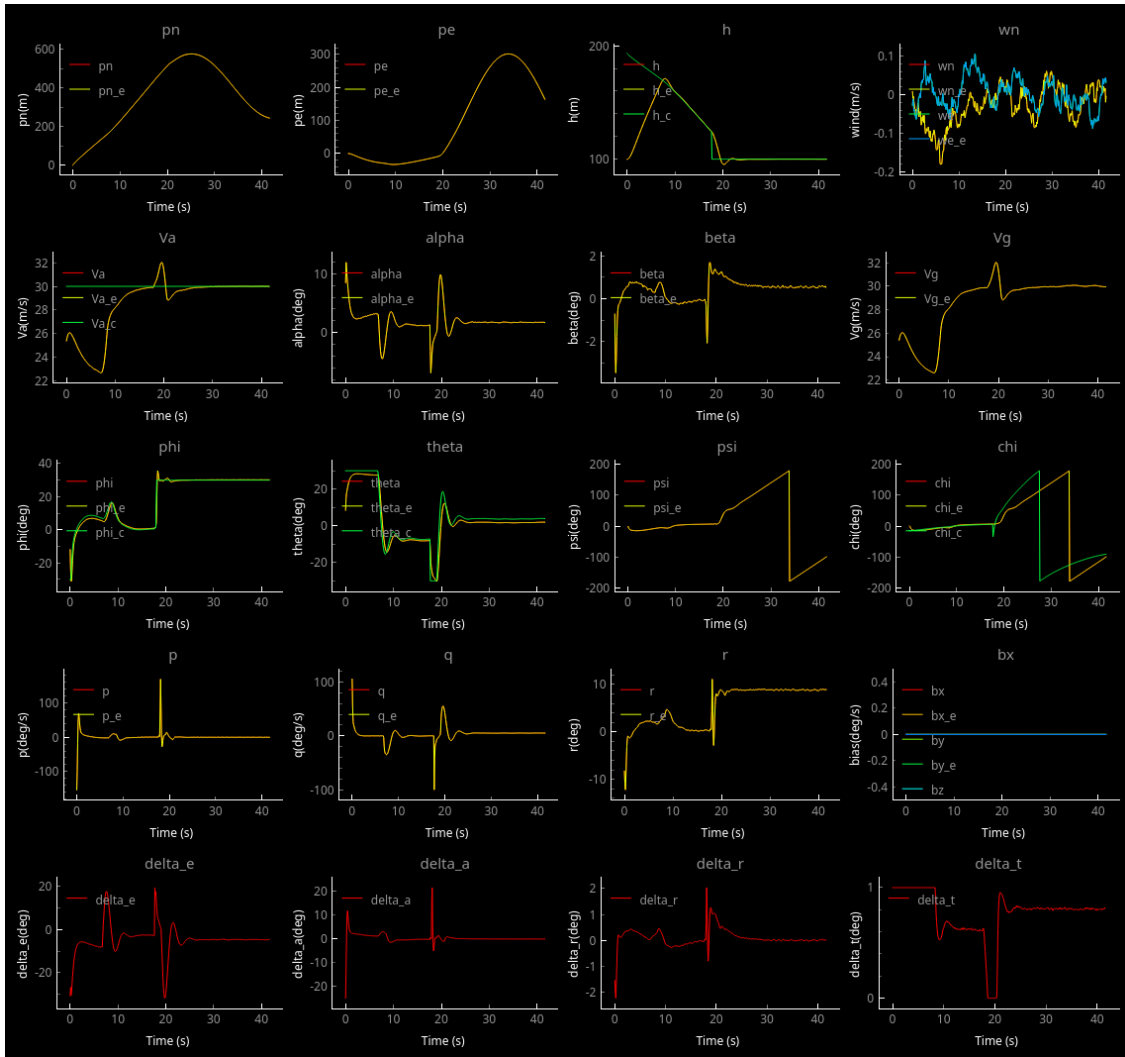 pn
pe
h
wn
pn(m)
600
400
200
0
pn
pn_e
0 10 20 30 40
Time (s)
pe(m)
300
200
100
0
pe
pe_e
0 10 20 30 40
Time (s)
h(m)
200
100
h
h_e
h_c
0 10 20 30 40
Time (s)
wind(m/s)
0.1
0
-0.1
-0.2
wn
wn_e
we_e
0 10 20 30 40
Time (s)
Va
alpha
beta
Vg
Va(m/s)
32
30
28
26
24
22
Va
Va_e
Va_c
0 10 20 30 40
Time (s)
alpha(deg)
10
0
alpha
alpha_e
0 10 20 30 40
Time (s)
beta(deg)
2
0
-2
beta
beta_e
0 10 20 30 40
Time (s)
Vg(m/s)
32
30
28
26
24
22
Vg
Vg_e
0 10 20 30 40
Time (s)
phi
theta
psi
chi
phi(deg)
40
20
0
-20
phi
phi_e
phi_c
0 10 20 30 40
Time (s)
theta(deg)
20
0
-20
theta
theta_e
theta_c
0 10 20 30 40
Time (s)
psi(deg)
200
100
0
-100
-200
psi
psi_e
0 10 20 30 40
Time (s)
chi(deg)
200
100
0
-100
-200
chi
chi_e
chi_c
0 10 20 30 40
Time (s)
p
q
r
bx
p(deg/s)
100
0
-100
p
p_e
0 10 20 30 40
Time (s)
q(deg/s)
100
50
0
-50
-100
q
q_e
0 10 20 30 40
Time (s)
r(deg)
10
0
-10
r
r_e
0 10 20 30 40
Time (s)
bias(deg/s)
0.4
0.2
0
-0.2
-0.4
bx
bx_e
by
by_e
bz
0 10 20 30 40
Time (s)
delta_e
delta_a
delta_r
delta_t
delta_e(deg)
20
0
-20
delta_e
0 10 20 30 40
Time (s)
delta_a(deg)
20
10
0
-10
-20
delta_a
0 10 20 30 40
Time (s)
delta_r(deg)
2
1
0
-1
-2
delta_r
0 10 20 30 40
Time (s)
delta_t(deg)
1
0
delta_t
0 10 20 30 40
Time (s)